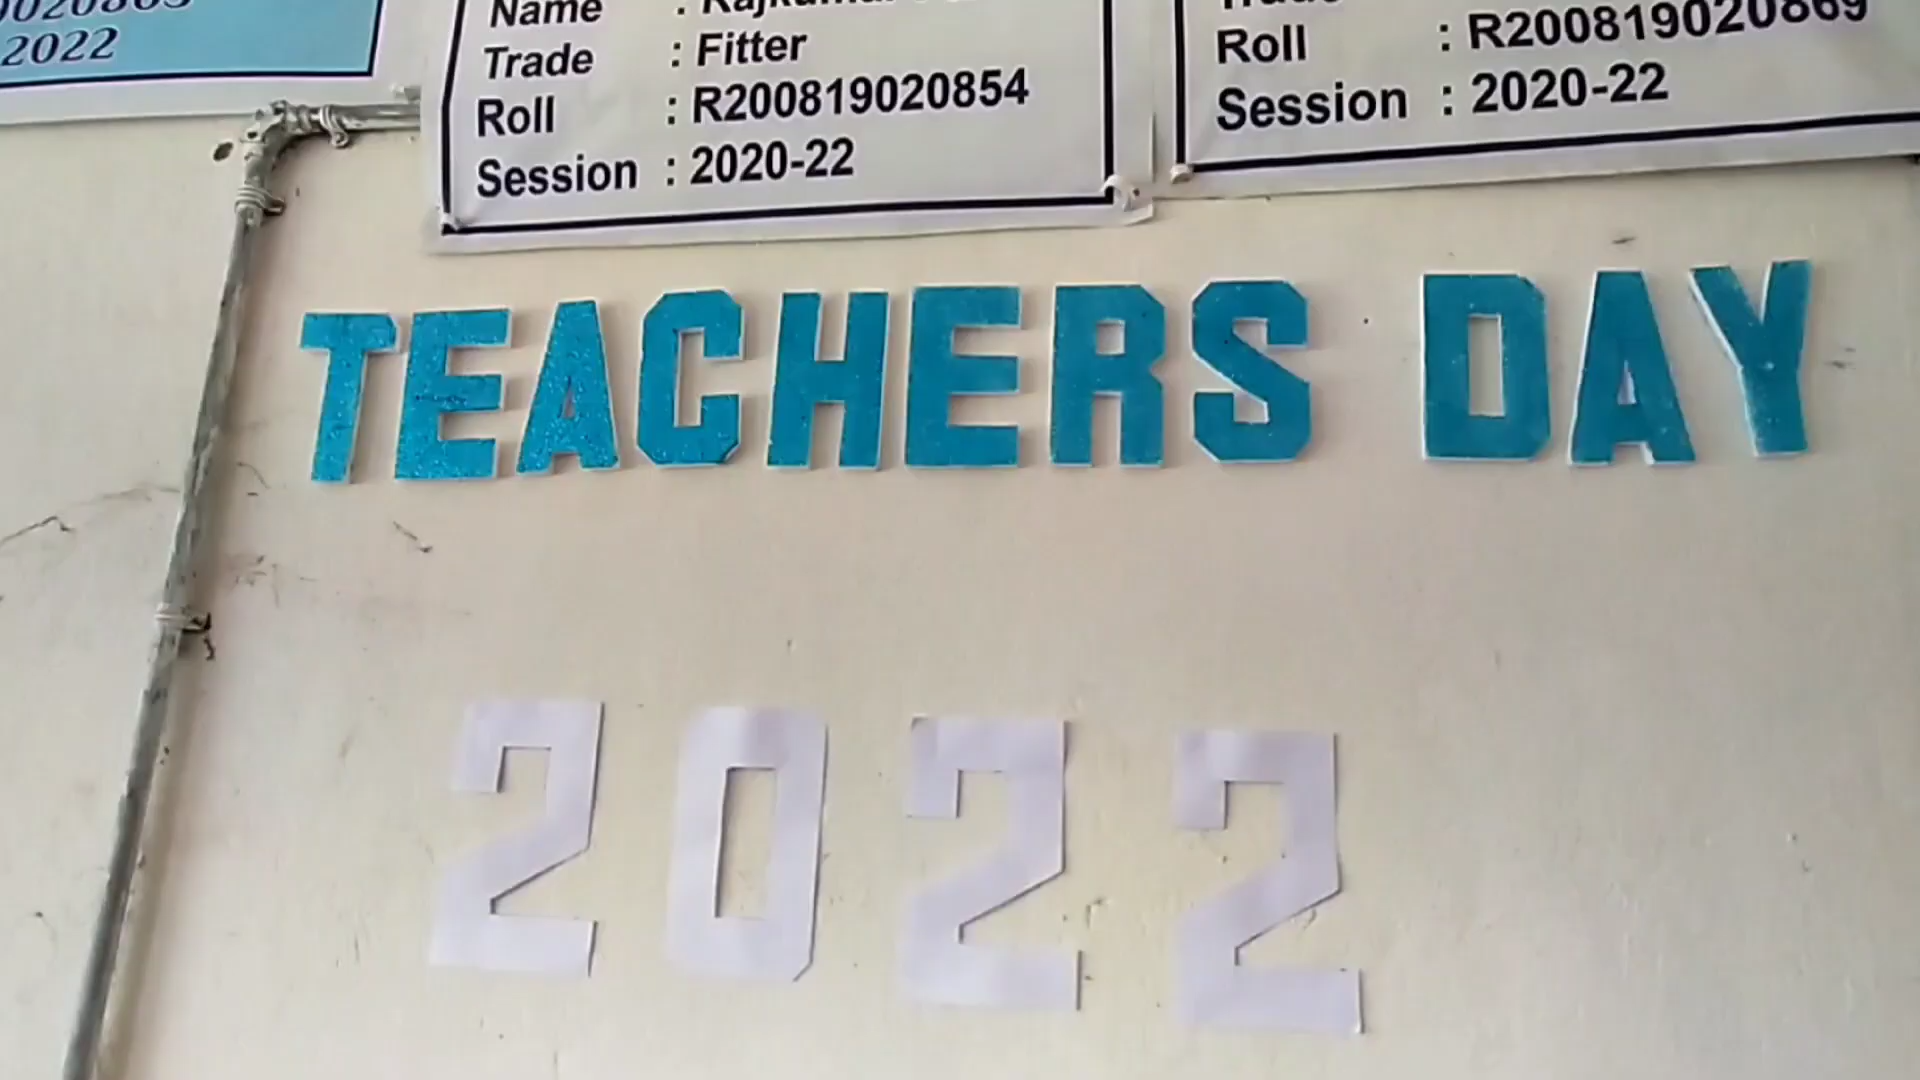 2022
Name :
Trade : Fitter
Roll : R200819020854
Session : 2020-22
Roll : R200819020869
Session : 2020-22
TEACHERS DAY
2022